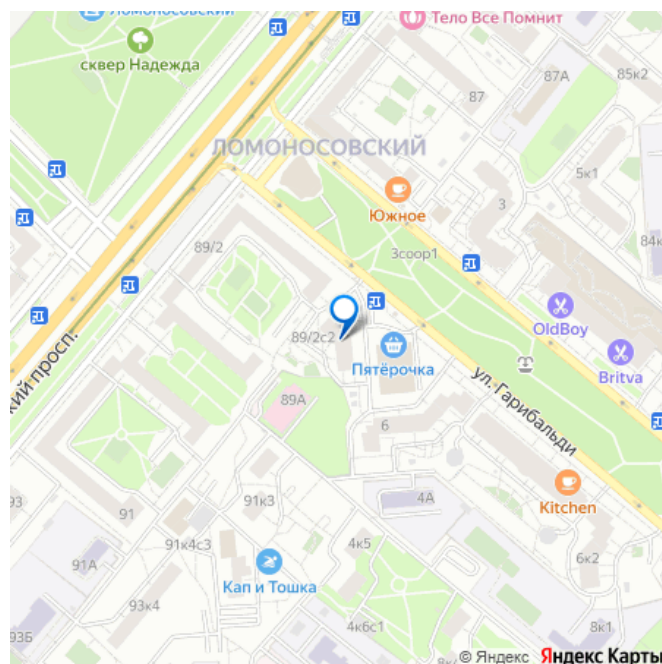 ЛОМОНОСОВСКИЙ
Тело Все Помнит
сквер Надежда
85к2
87А
87
ЛОМОНОСОВСКИЙ
5к1
Южное
3
89/2
3соор1
84к
OldBoy
89/2с2
Пятёрочка
Britva
кий просп.
ул. Гарибальди
89А
6
Kitchen
93
91
91к3
4А
91к4с3
4к5
91А
Кап и Тошка
6к2
93к4
4к6с1
8к1
93Б
© Яндекс Яндекс Карты